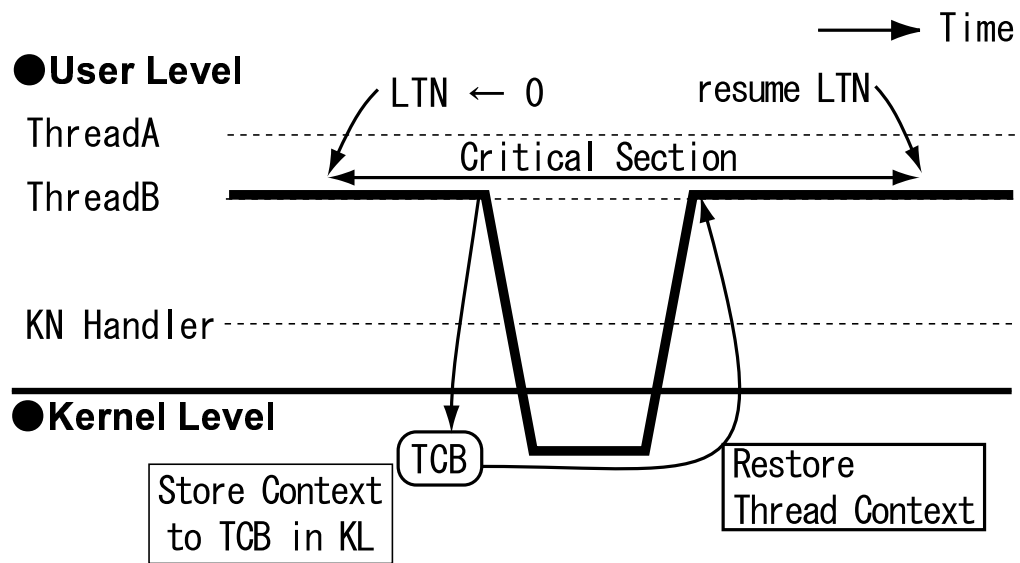 Time
●User Level
LTN ← 0
resume LTN
ThreadA
Critical Section
ThreadB
KN Handler
●Kernel Level
TCB
Store Context
to TCB in KL
Restore
Thread Context